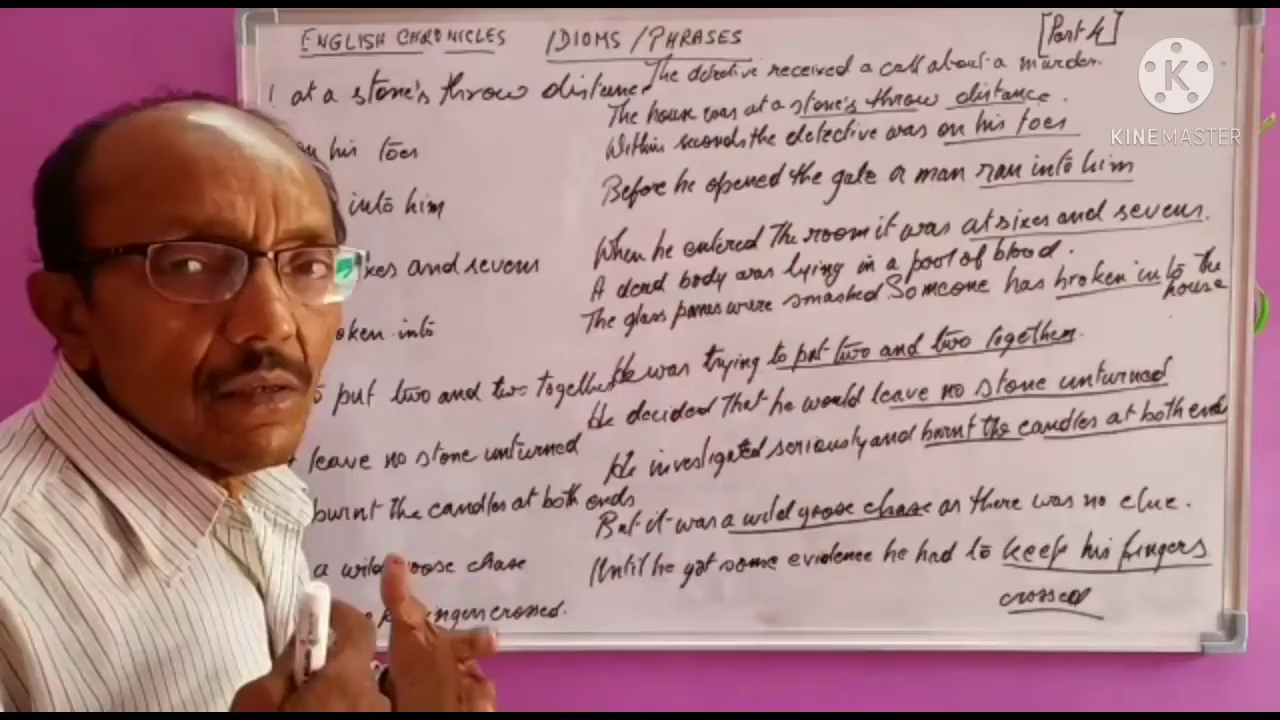 ENGLISH CHRONICLES IDIOMS / PHRASES [Part 4]
1 at a stone's throw distance
on his toes
into him
ixes and sevens
oken into
o put two and two together
leave no stone unturned
burnt the candles at both ends
a wild goose chase
fingers crossed.
The detective received a call about a murder.
The house was at a stone's throw distance.
Within seconds the detective was on his toes
Before he opened the gate a man ran into him
When he entered the room it was at sixes and sevens.
A dead body was lying in a pool of blood.
The glass panes were smashed. Someone has broken into the
house
He was trying to put two and two together.
He decided that he would leave no stone unturned
He investigated seriously and burnt the candles at both end
But it was a wild goose chase as there was no clue.
Until he got some evidence he had to keep his fingers
crossed
K
KINEMASTER